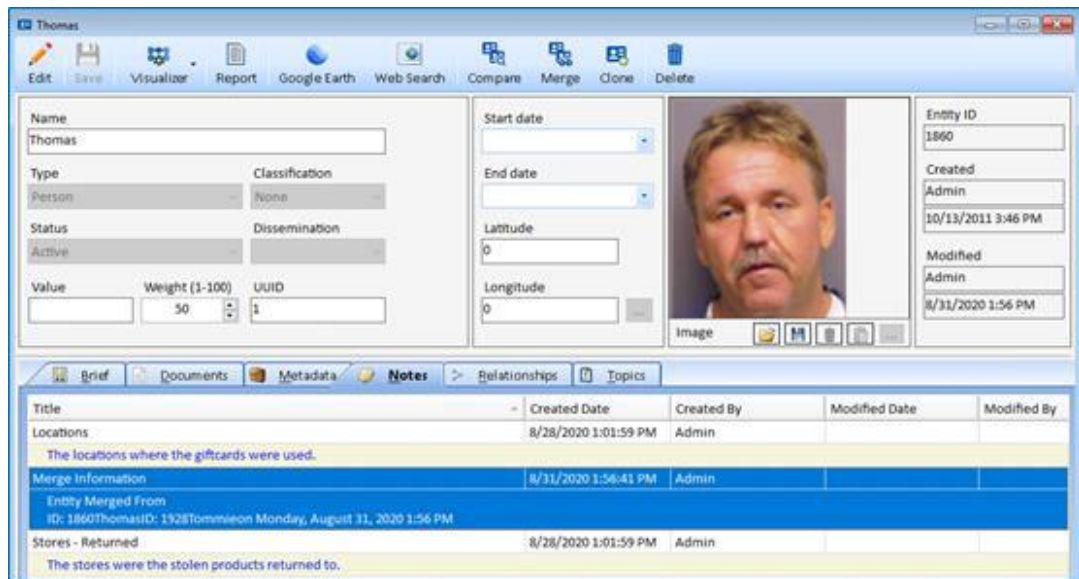 Thomas
Edit Save Visualizer Report Google Earth Web Search Compare Merge Clone Delete
Name
Thomas
Type Classification
Person None
Status Dissemination
Active
Value Weight (1-100) UUID
50 1
Start date
End date
Latitude
0
Longitude
0 ...
Image ...
Entity ID
1860
Created
Admin
10/13/2011 3:46 PM
Modified
Admin
8/31/2020 1:56 PM
Brief Documents Metadata Notes Relationships Topics
Title Created Date Created By Modified Date Modified By
Locations 8/28/2020 1:01:59 PM Admin
The locations where the giftcards were used.
Merge Information 8/31/2020 1:56:41 PM Admin
Entity Merged From
ID: 1860ThomasID: 1928Tommieon Monday, August 31, 2020 1:56 PM
Stores - Returned 8/28/2020 1:01:59 PM Admin
The stores were the stolen products returned to.